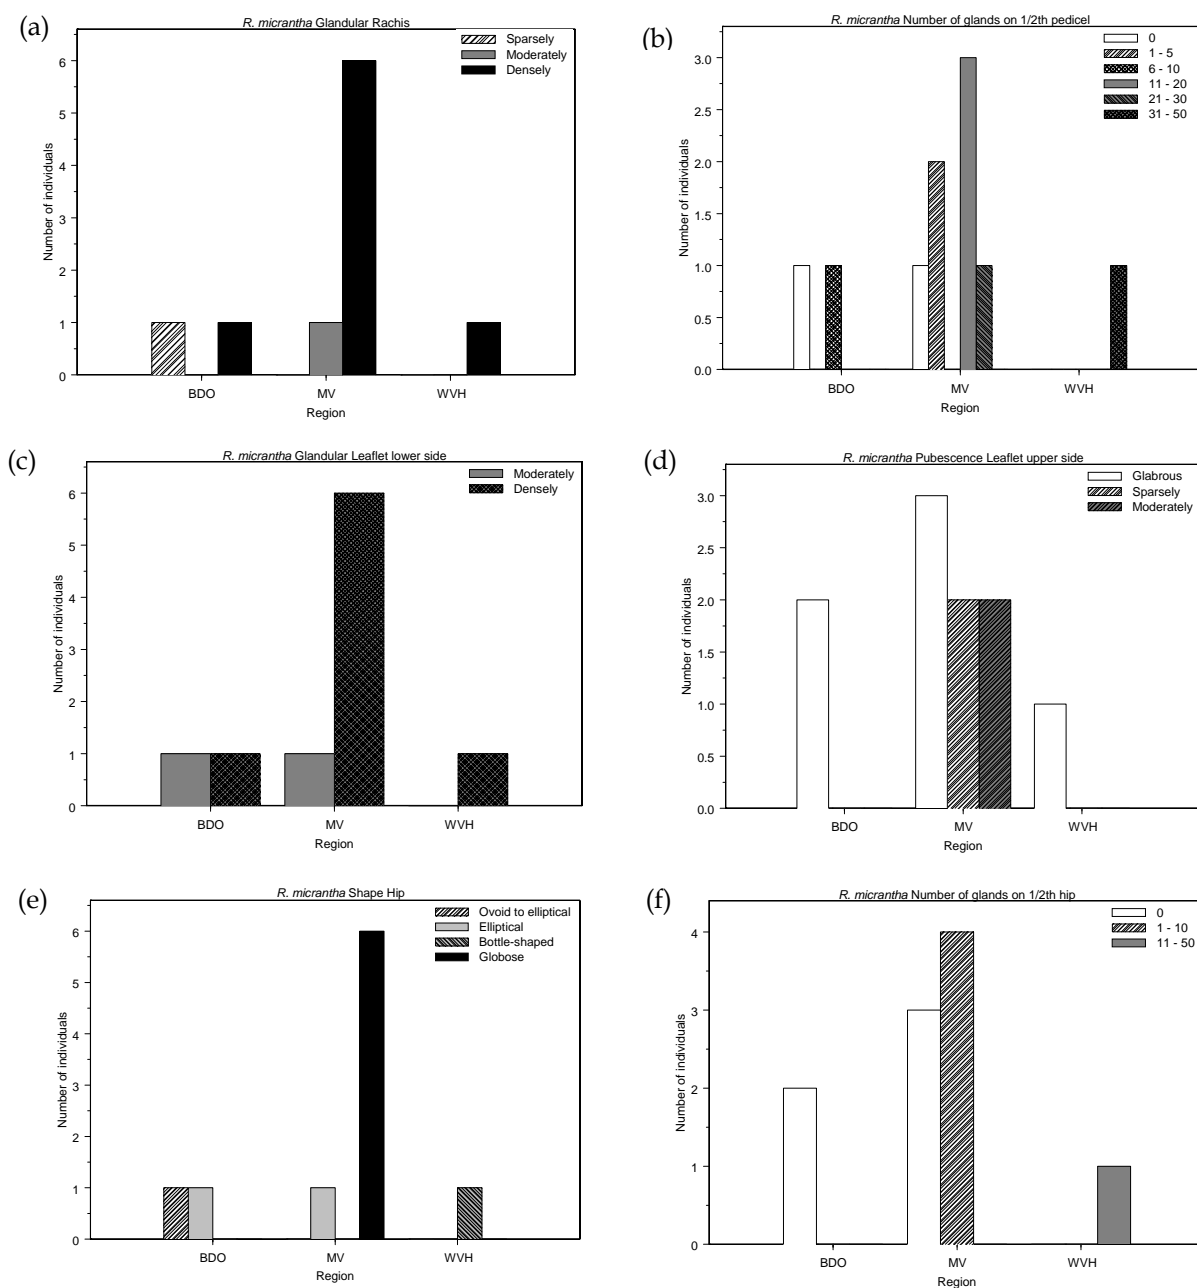 (a)
R. micrantha Glandular Rachis
Sparsely
Moderately
Densely
Number of individuals
6
5
4
3
2
1
0
BDO MV WVH
Region
(b)
R. micrantha Number of glands on 1/2th pedicel
0
1 - 5
6 - 10
11 - 20
21 - 30
31 - 50
Number of individuals
3.0
2.5
2.0
1.5
1.0
0.5
0.0
BDO MV WVH
Region
(c)
R. micrantha Glandular Leaflet lower side
Moderately
Densely
Number of individuals
6
5
4
3
2
1
0
BDO MV WVH
Region
(d)
R. micrantha Pubescence Leaflet upper side
Glabrous
Sparsely
Moderately
Number of individuals
3.0
2.5
2.0
1.5
1.0
0.5
0.0
BDO MV WVH
Region
(e)
R. micrantha Shape Hip
Ovoid to elliptical
Elliptical
Bottle-shaped
Globose
Number of individuals
6
5
4
3
2
1
0
BDO MV WVH
Region
(f)
R. micrantha Number of glands on 1/2th hip
0
1 - 10
11 - 50
Number of individuals
4
3
2
1
0
BDO MV WVH
Region